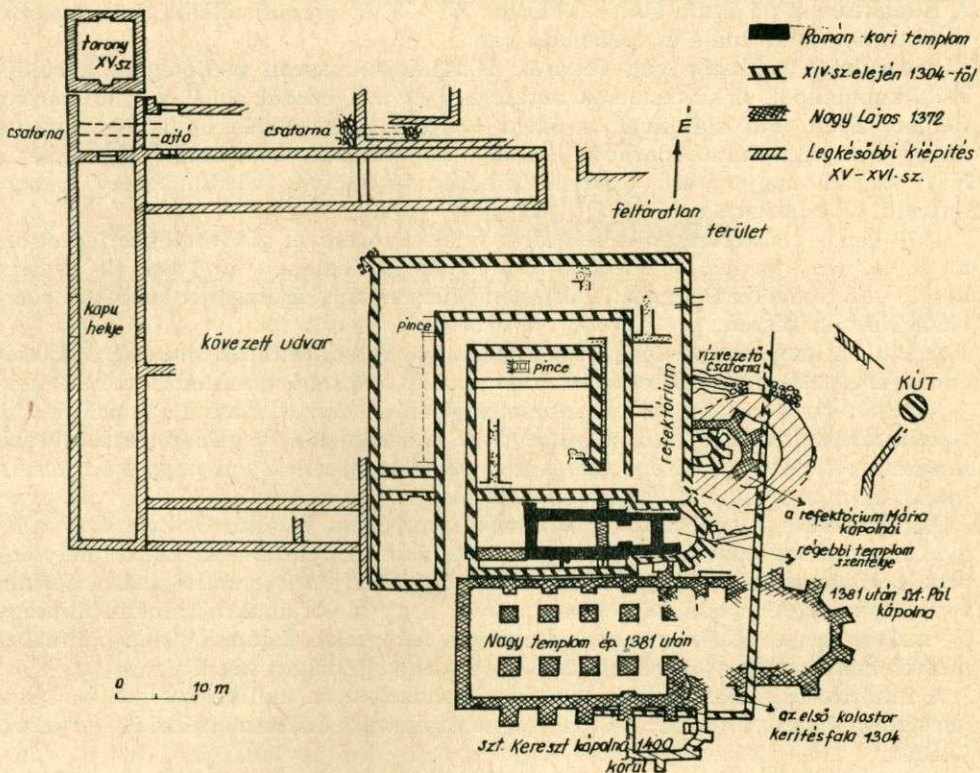 torony
XV.sz
csatorna
ajtó
csatorna
É
feltáratlan
terület
Roman kori templom
XIV-sz. elején 1304-től
Nagy Lajos 1372
Legkésőbbi kiépítés
XV-XVI-sz.
kapu
helye
kövezett udvar
pince
pince
refektórium
vízvezető
csatorna
KÚT
a refektórium Mária
kápolnái
régebbi templom
szentélye
1381 után Szt-Pál
kápolna
Nagy templom ép. 1381 után
0 10 m
az első kolostor
kerítésfala 1304
szt. Kereszt kápolna 1400
körül